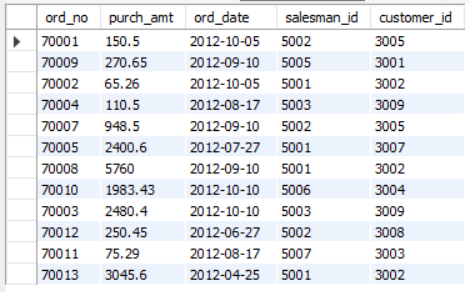 ord_no purch_amt ord_date salesman_id customer_id
70001 150.5 2012-10-05 5002 3005
70009 270.65 2012-09-10 5005 3001
70002 65.26 2012-10-05 5001 3002
70004 110.5 2012-08-17 5003 3009
70007 948.5 2012-09-10 5002 3005
70005 2400.6 2012-07-27 5001 3007
70008 5760 2012-09-10 5001 3002
70010 1983.43 2012-10-10 5006 3004
70003 2480.4 2012-10-10 5003 3009
70012 250.45 2012-06-27 5002 3008
70011 75.29 2012-08-17 5007 3003
70013 3045.6 2012-04-25 5001 3002